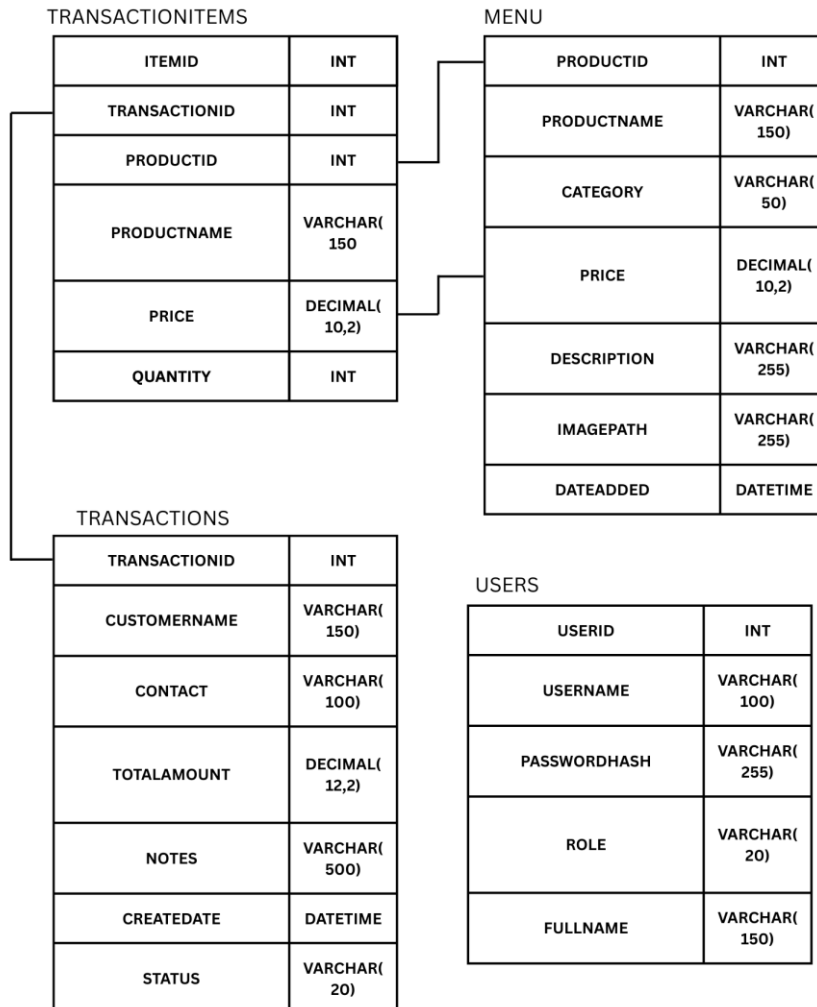 TRANSACTIONITEMS
ITEMID INT
TRANSACTIONID INT
PRODUCTID INT
PRODUCTNAME VARCHAR(
150
PRICE DECIMAL(
10,2)
QUANTITY INT
MENU
PRODUCTID INT
PRODUCTNAME VARCHAR(
150)
CATEGORY VARCHAR(
50)
PRICE DECIMAL(
10,2)
DESCRIPTION VARCHAR(
255)
IMAGEPATH VARCHAR(
255)
DATEADDED DATETIME
TRANSACTIONS
TRANSACTIONID INT
CUSTOMERNAME VARCHAR(
150)
CONTACT VARCHAR(
100)
TOTALAMOUNT DECIMAL(
12,2)
NOTES VARCHAR(
500)
CREATEDATE DATETIME
STATUS VARCHAR(
20)
USERS
USERID INT
USERNAME VARCHAR(
100)
PASSWORDHASH VARCHAR(
255)
ROLE VARCHAR(
20)
FULLNAME VARCHAR(
150)